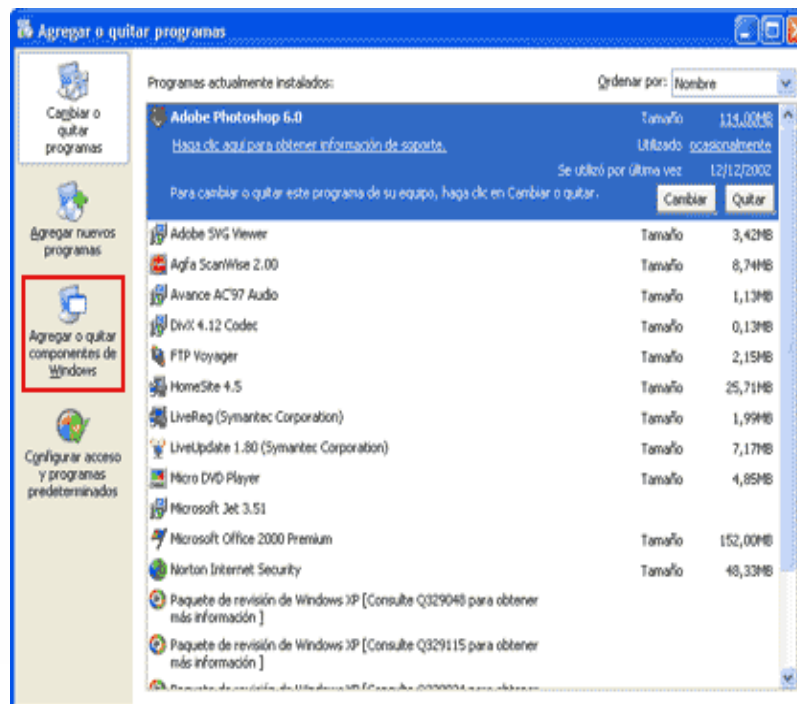 Agregar o quitar programas
Cambiar o
quitar
programas
Agregar nuevos
programas
Agregar o quitar
componentes de
Windows
Configurar acceso
y programas
predeterminados
Programas actualmente instalados:
Ordenar por: Nombre
Adobe Photoshop 6.0 Tamaño 114,00MB
Haga clic aquí para obtener información de soporte. Utilizado ocasionalmente
Se utilizó por última vez 12/12/2002
Para cambiar o quitar este programa de su equipo, haga clic en Cambiar o quitar. Cambiar Quitar
Adobe SVG Viewer Tamaño 3,42MB
Agfa ScanWise 2.00 Tamaño 8,74MB
Avance AC'97 Audio Tamaño 1,13MB
DivX 4.12 Codec Tamaño 0,13MB
FTP Voyager Tamaño 2,15MB
HomeSite 4.5 Tamaño 25,71MB
LiveReg (Symantec Corporation) Tamaño 1,99MB
LiveUpdate 1.80 (Symantec Corporation) Tamaño 7,17MB
Micro DVD Player Tamaño 4,85MB
Microsoft Jet 3.51
Microsoft Office 2000 Premium Tamaño 152,00MB
Norton Internet Security Tamaño 48,33MB
Paquete de revisión de Windows XP [Consulte Q329048 para obtener
más información ]
Paquete de revisión de Windows XP [Consulte Q329115 para obtener
más información ]